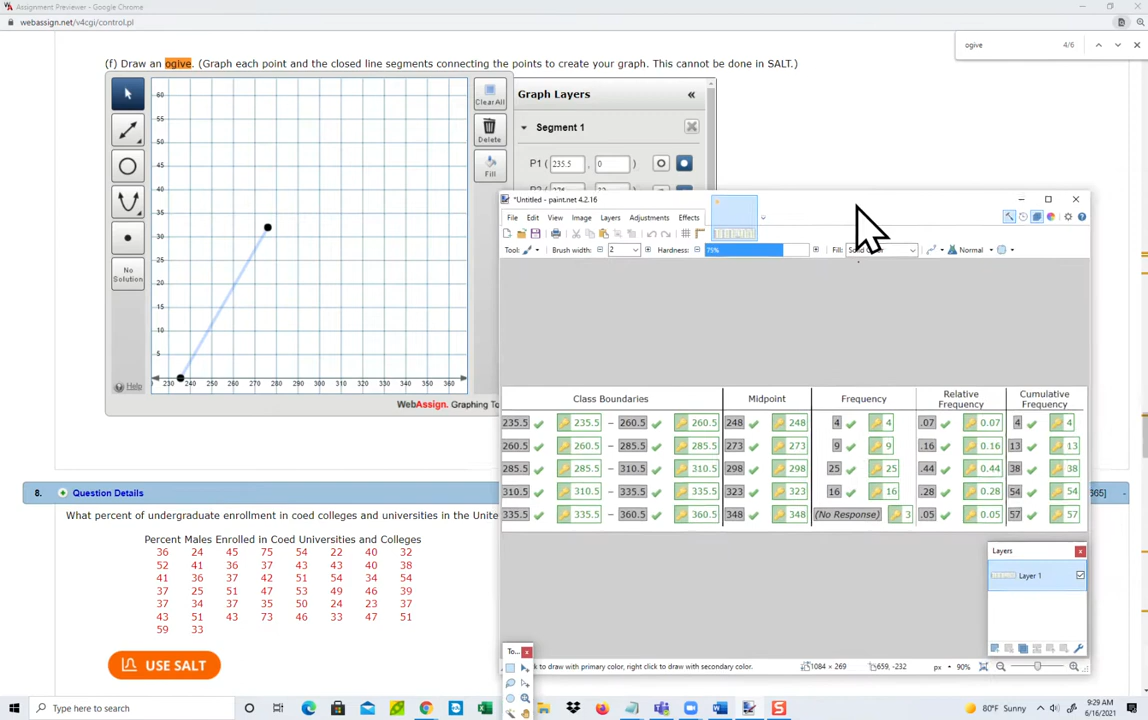 Assignment Previewer - Google Chrome
webassign.net/v4cgi/control.pl
ogive 4/6
(f) Draw an ogive. (Graph each point and the closed line segments connecting the points to create your graph. This cannot be done in SALT.)
60
55
50
45
40
35
30
25
20
15
10
5
230 240 250 260 270 280 290 300 310 320 330 340 350 360
No Solution
Help
ClearAll
Delete
Fill
Graph Layers
Segment 1
P1 ( 235.5 , 0 )
WebAssign. Graphing To
*Untitled - paint.net 4.2.16
File Edit View Image Layers Adjustments Effects
Tool: Brush width: 2 Hardness: 75% Fill: Normal
Class Boundaries Midpoint Frequency Relative Frequency Cumulative Frequency
235.5 235.5 – 260.5 260.5 248 248 4 4 .07 0.07 4 4
260.5 260.5 – 285.5 285.5 273 273 9 9 .16 0.16 13 13
285.5 285.5 – 310.5 310.5 298 298 25 25 .44 0.44 38 38
310.5 310.5 – 335.5 335.5 323 323 16 16 .28 0.28 54 54
335.5 335.5 – 360.5 360.5 348 348 (No Response) 3 .05 0.05 57 57
Layers
Layer 1
To...
k to draw with primary color, right click to draw with secondary color.
1084 × 269
659, -232
px 90%
8. Question Details
665] -
What percent of undergraduate enrollment in coed colleges and universities in the Unite
Percent Males Enrolled in Coed Universities and Colleges
36 24 45 75 54 22 40 32
52 41 36 37 43 43 40 38
41 36 37 42 51 54 34 54
37 25 51 47 53 49 46 39
37 34 37 35 50 24 23 37
43 51 43 73 46 33 47 51
59 33
USE SALT
Type here to search
80°F Sunny
9:29 AM
6/16/2021